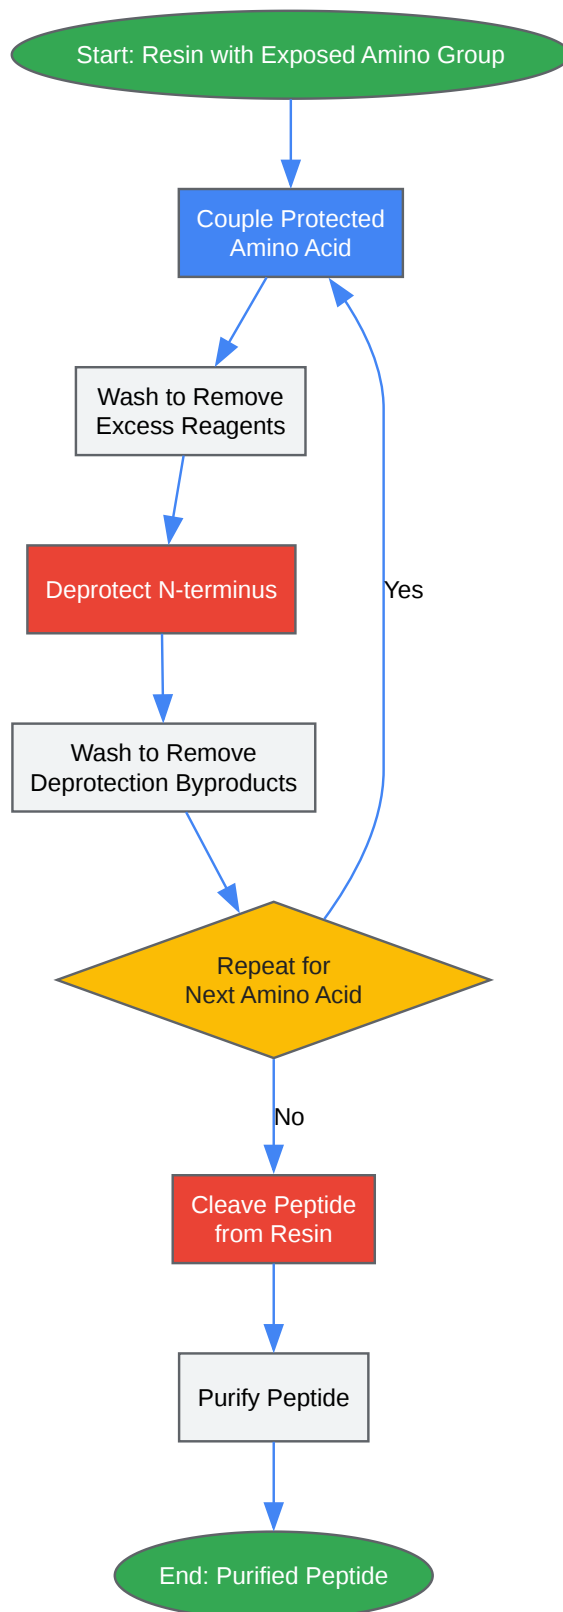 Start: Resin with Exposed Amino Group
Couple Protected
Amino Acid
Wash to Remove
Excess Reagents
Deprotect N-terminus
Yes
Wash to Remove
Deprotection Byproducts
Repeat for
Next Amino Acid
No
Cleave Peptide
from Resin
Purify Peptide
End: Purified Peptide